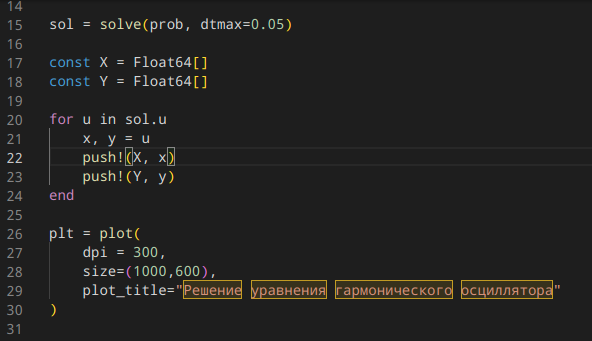 14
15 sol = solve(prob, dtmax=0.05)
16
17 const X = Float64[]
18 const Y = Float64[]
19
20 for u in sol.u
21     x, y = u
22     push!(X, x)
23     push!(Y, y)
24 end
25
26 plt = plot(
27     dpi = 300,
28     size=(1000,600),
29     plot_title="Решение уравнения гармонического осциллятора"
30 )
31